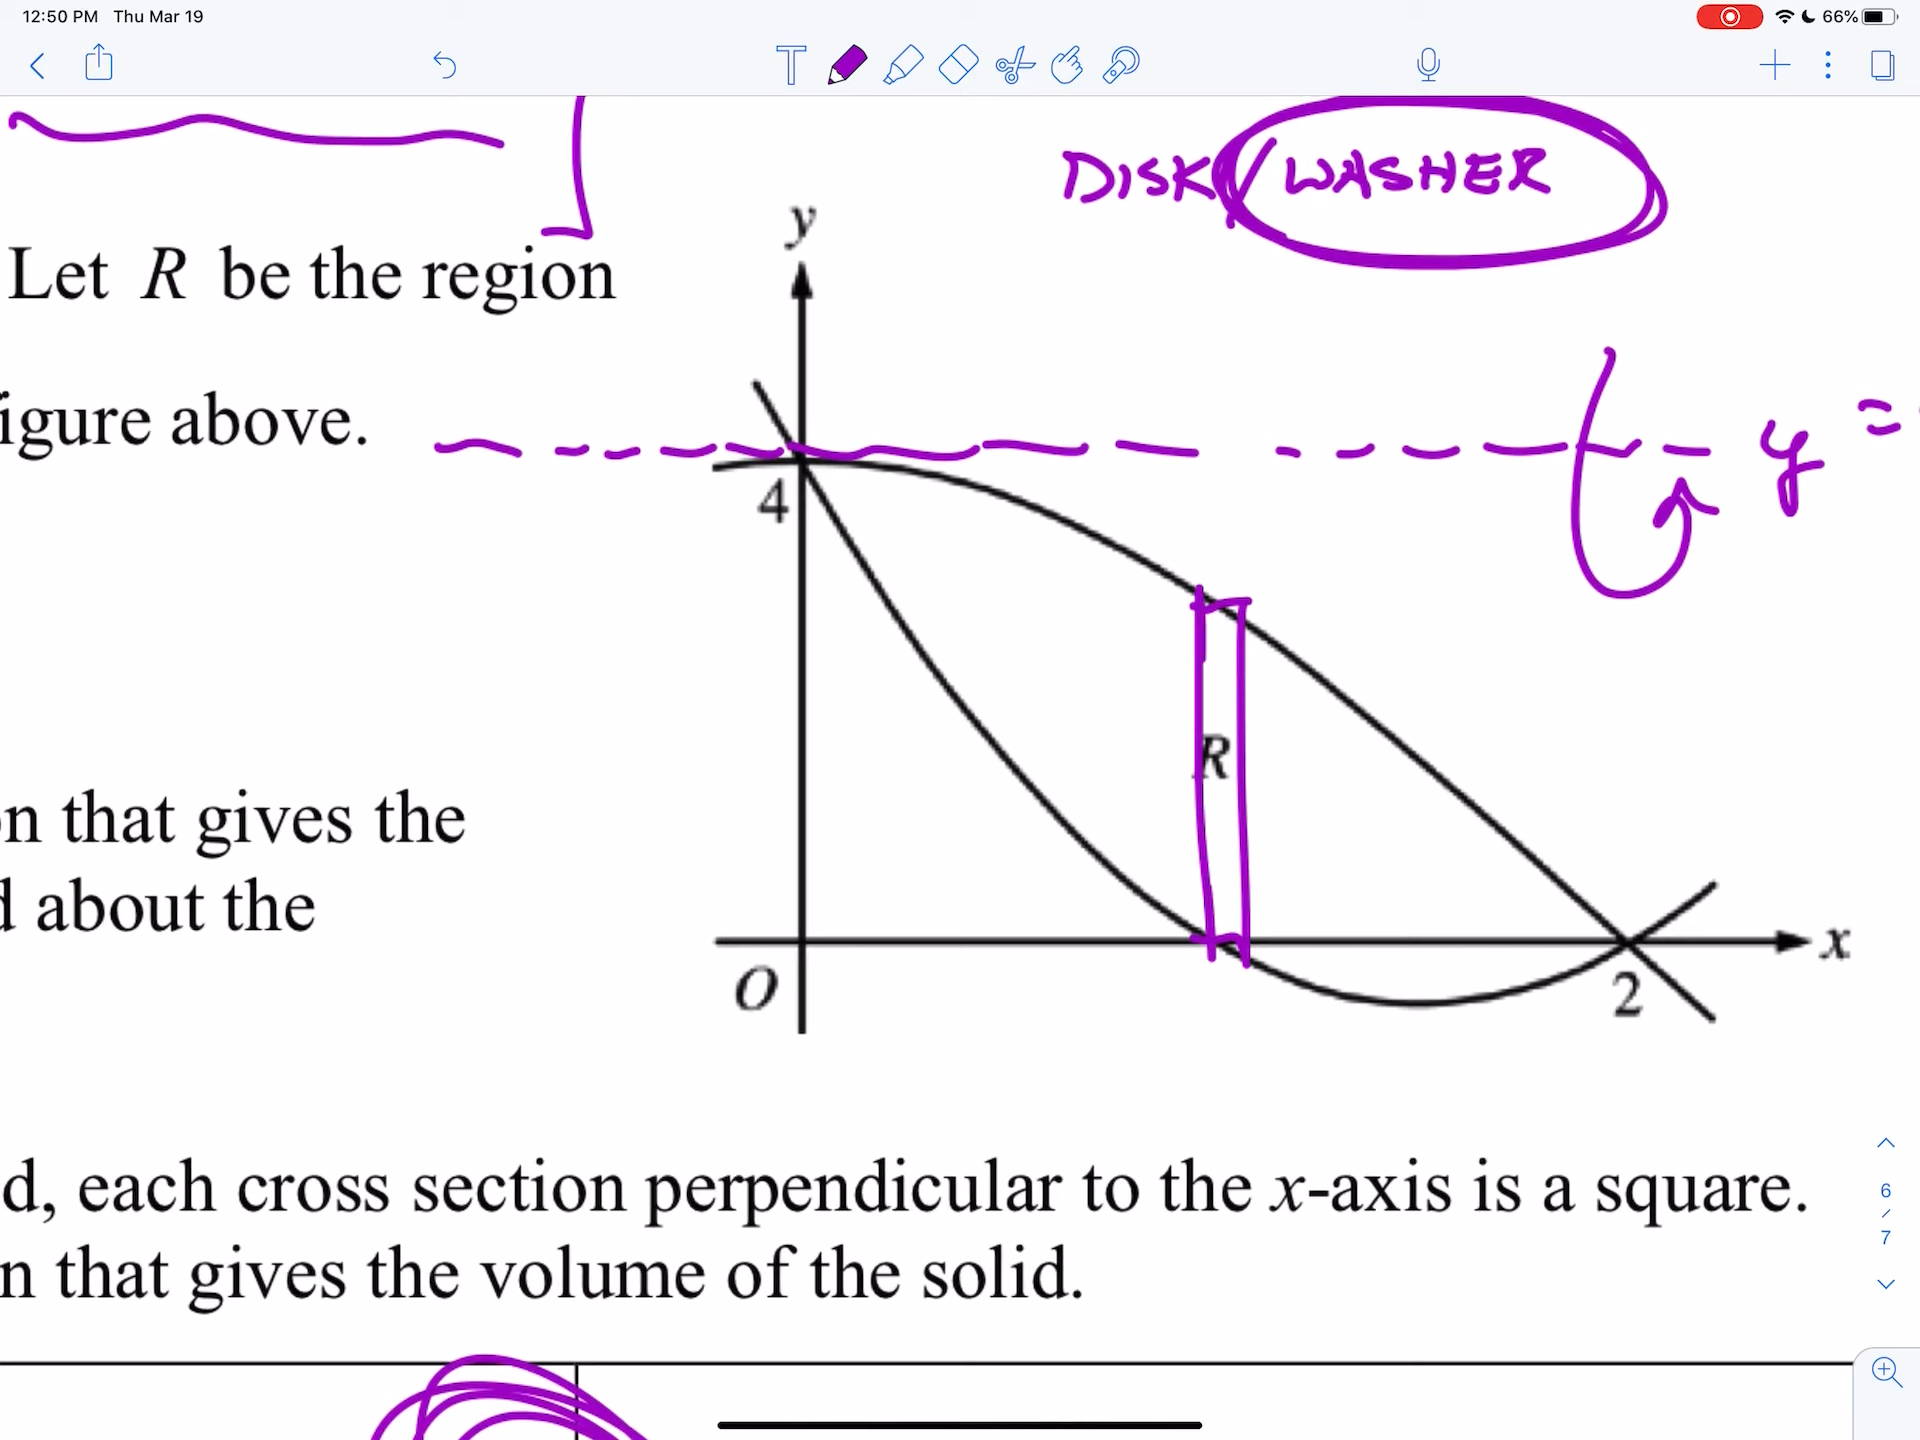 12:50 PM Thu Mar 19
66%
DISK/WASHER
y
Let R be the region
igure above.
y =
4
R
n that gives the
d about the
x
O
2
d, each cross section perpendicular to the x-axis is a square.
6
/
7
n that gives the volume of the solid.